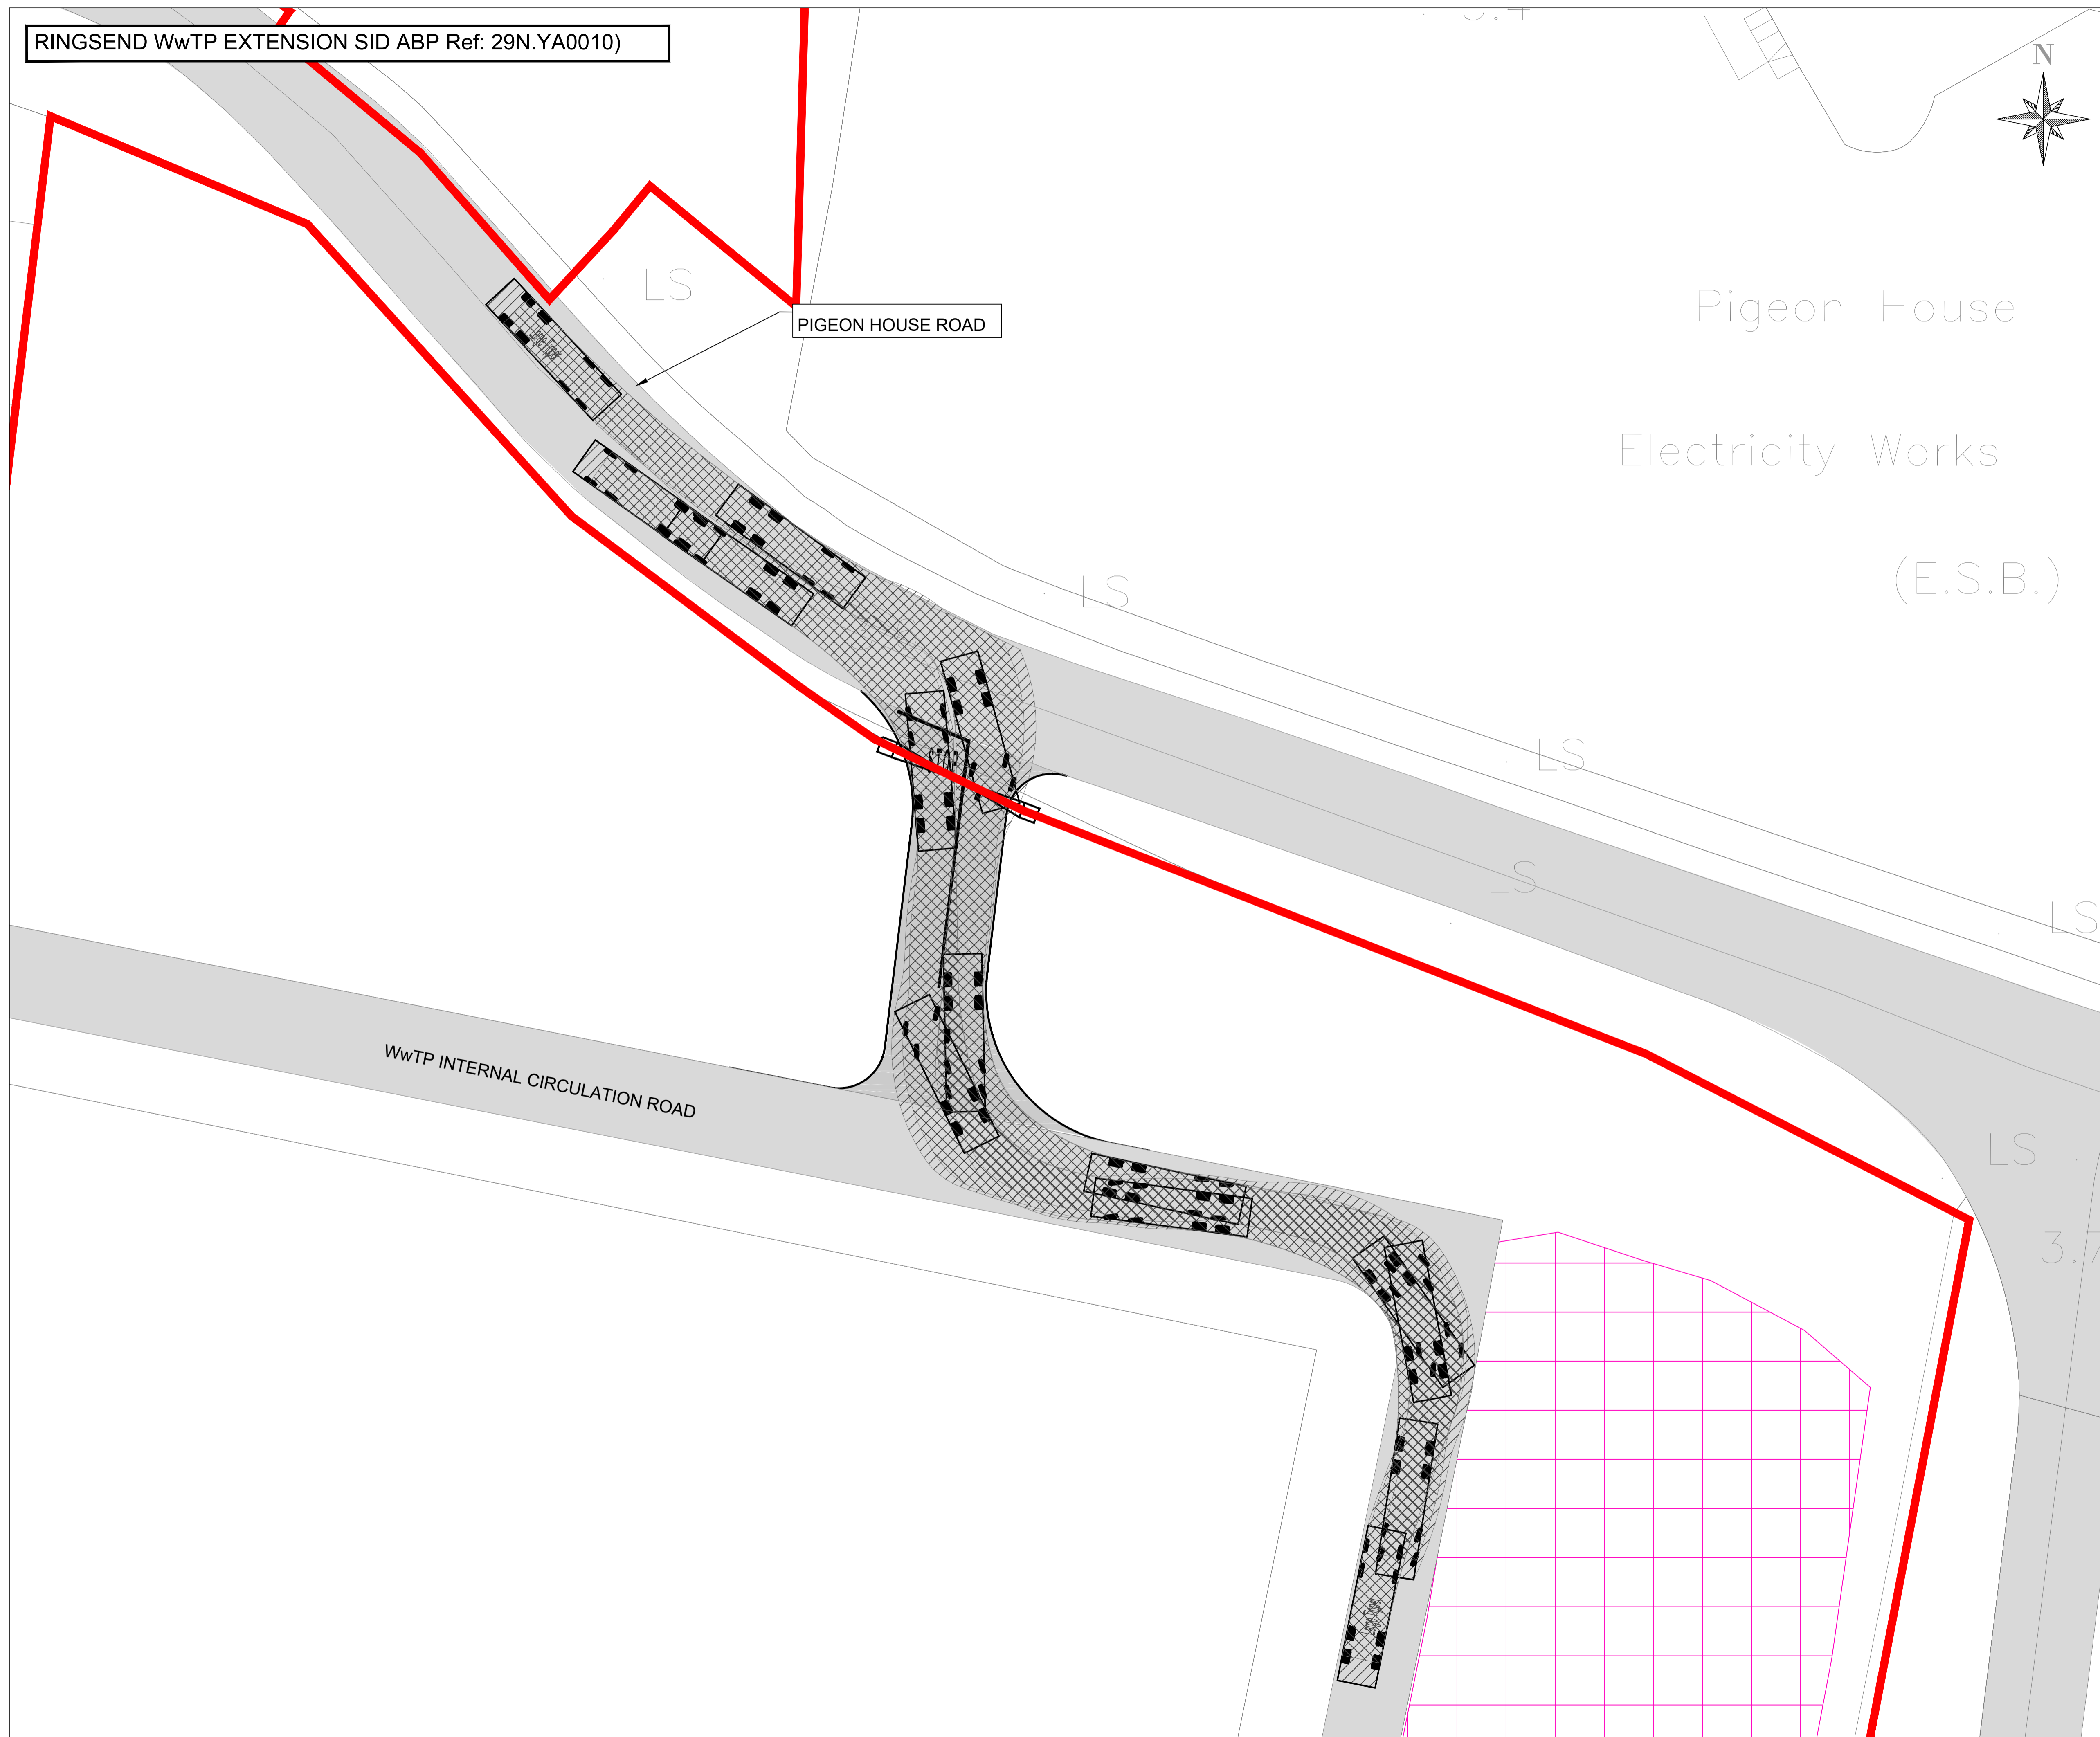 RINGSEND WwTP EXTENSION SID ABP Ref: 29N.YA0010)
N
LS
PIGEON HOUSE ROAD
Pigeon House
Electricity Works
(E.S.B.)
LS
LS
LS
LS
WwTP INTERNAL CIRCULATION ROAD
LS